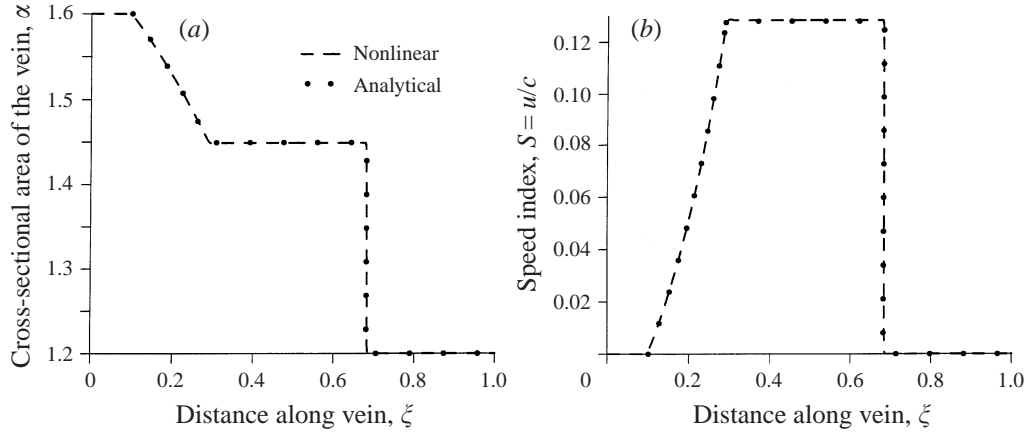 Cross-sectional area of the vein, α
1.6
1.5
1.4
1.3
1.2
(a)
Nonlinear
Analytical
0
0.2
0.4
0.6
0.8
1.0
Distance along vein, ξ
Speed index, S = u/c
0.12
0.10
0.08
0.06
0.04
0.02
(b)
0
0.2
0.4
0.6
0.8
1.0
Distance along vein, ξ